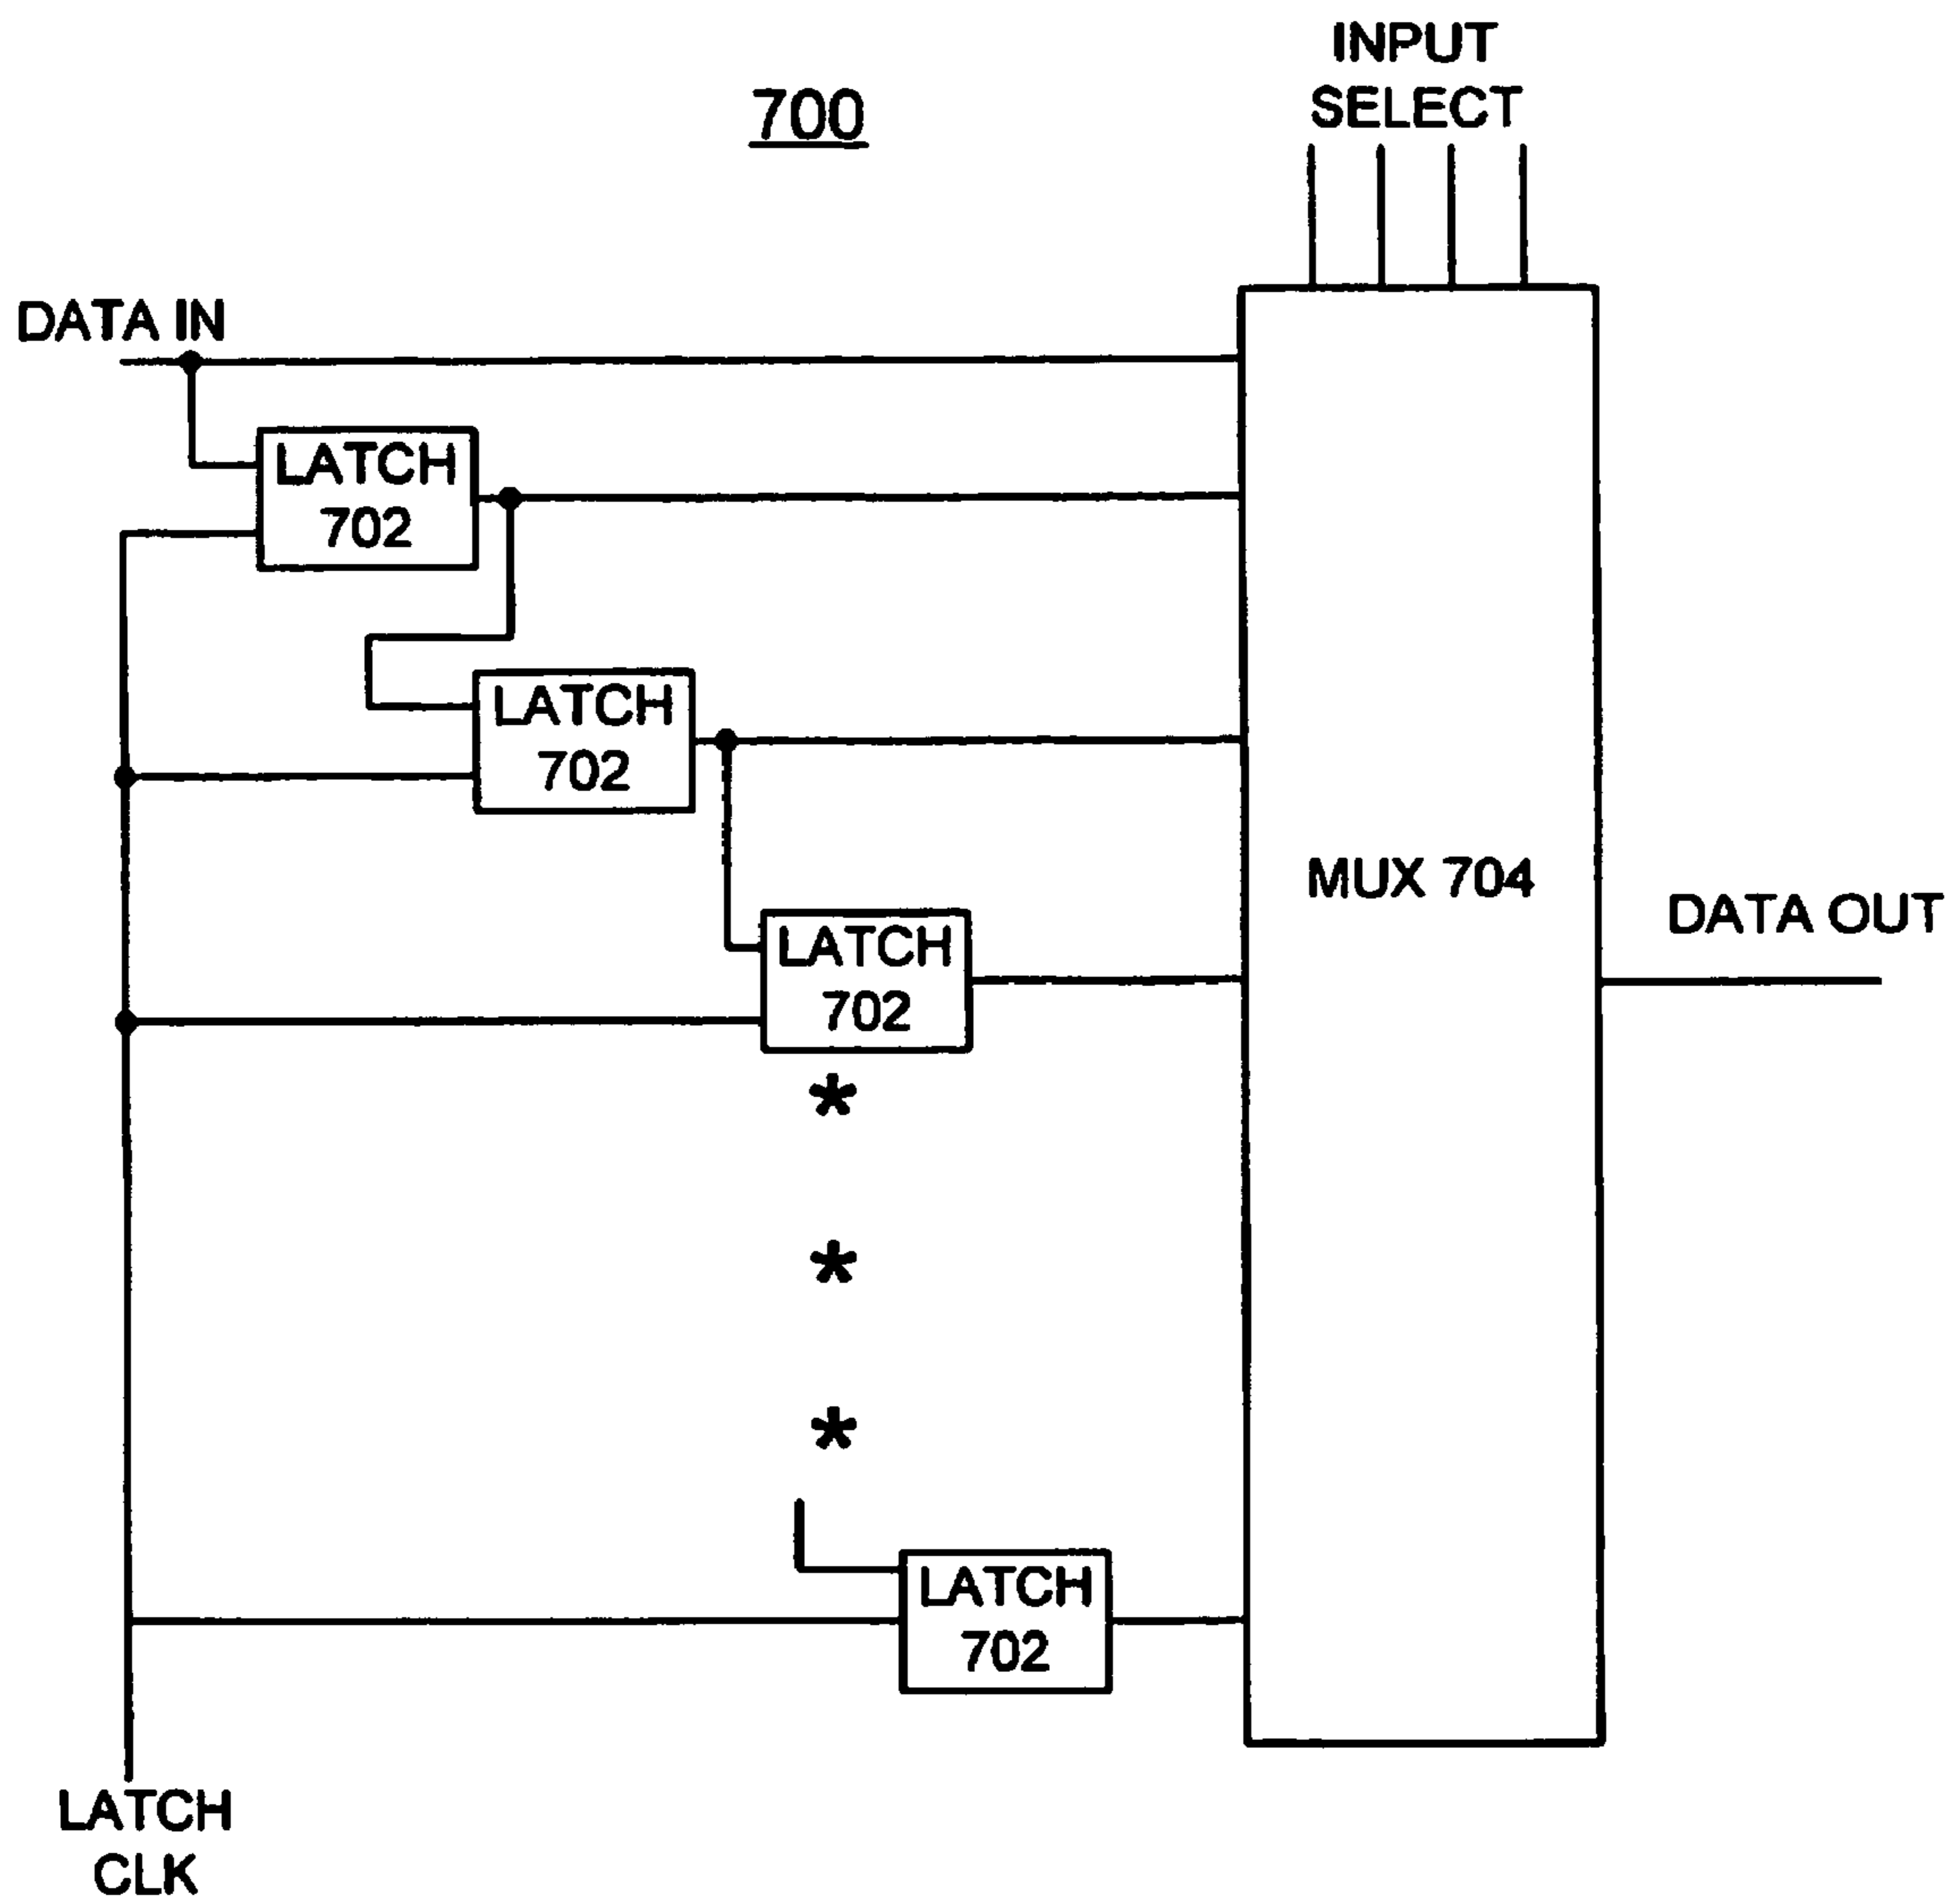 INPUT
SELECT
700
DATA IN
LATCH
702
LATCH
702
MUX 704
DATA OUT
LATCH
702
*
*
*
LATCH
702
LATCH
CLK